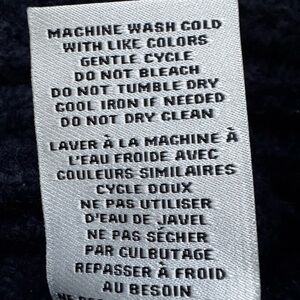 MACHINE WASH COLD
WITH LIKE COLORS
GENTLE CYCLE
DO NOT BLEACH
DO NOT TUMBLE DRY
COOL IRON IF NEEDED
DO NOT DRY CLEAN
LAVER À LA MACHINE À
L'EAU FROIDE AVEC
COULEURS SIMILAIRES
CYCLE DOUX
NE PAS UTILISER
D'EAU DE JAVEL
NE PAS SÉCHER
PAR CULBUTAGE
REPASSER À FROID
AU BESOIN